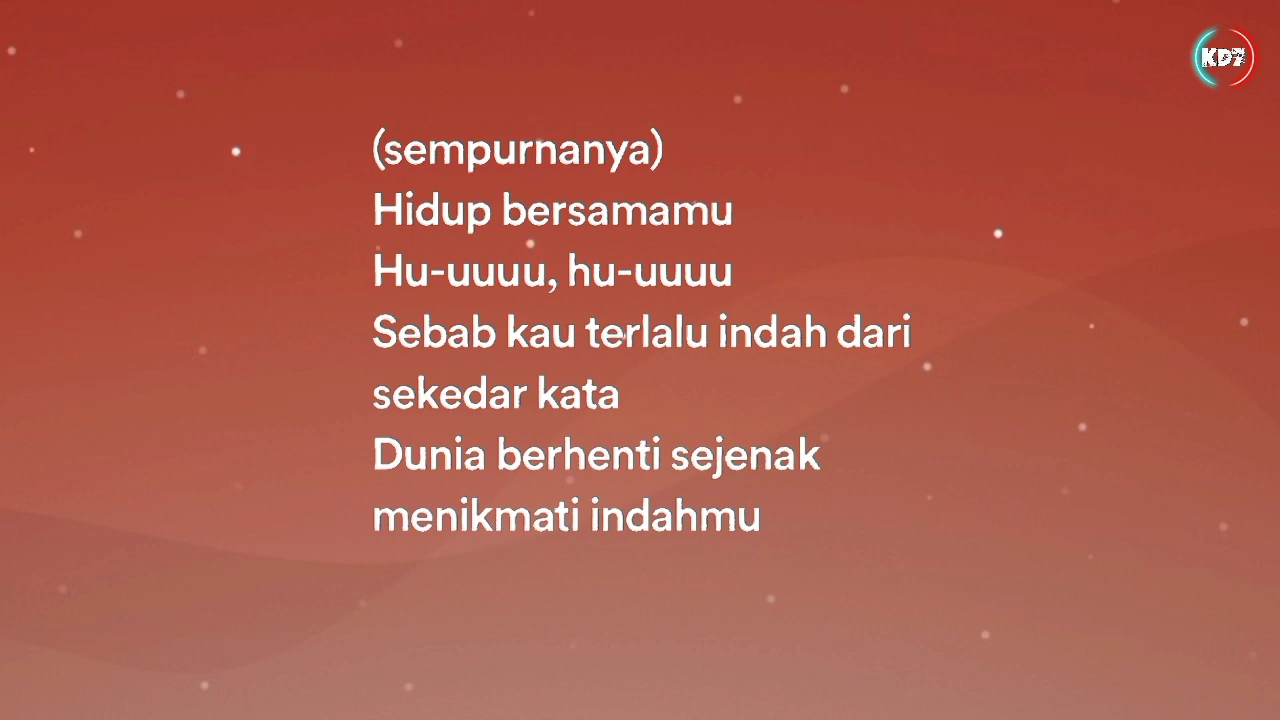 KD7
(sempurnanya)
Hidup bersamamu
Hu-uuuu, hu-uuuu
Sebab kau terlalu indah dari
sekedar kata
Dunia berhenti sejenak
menikmati indahmu